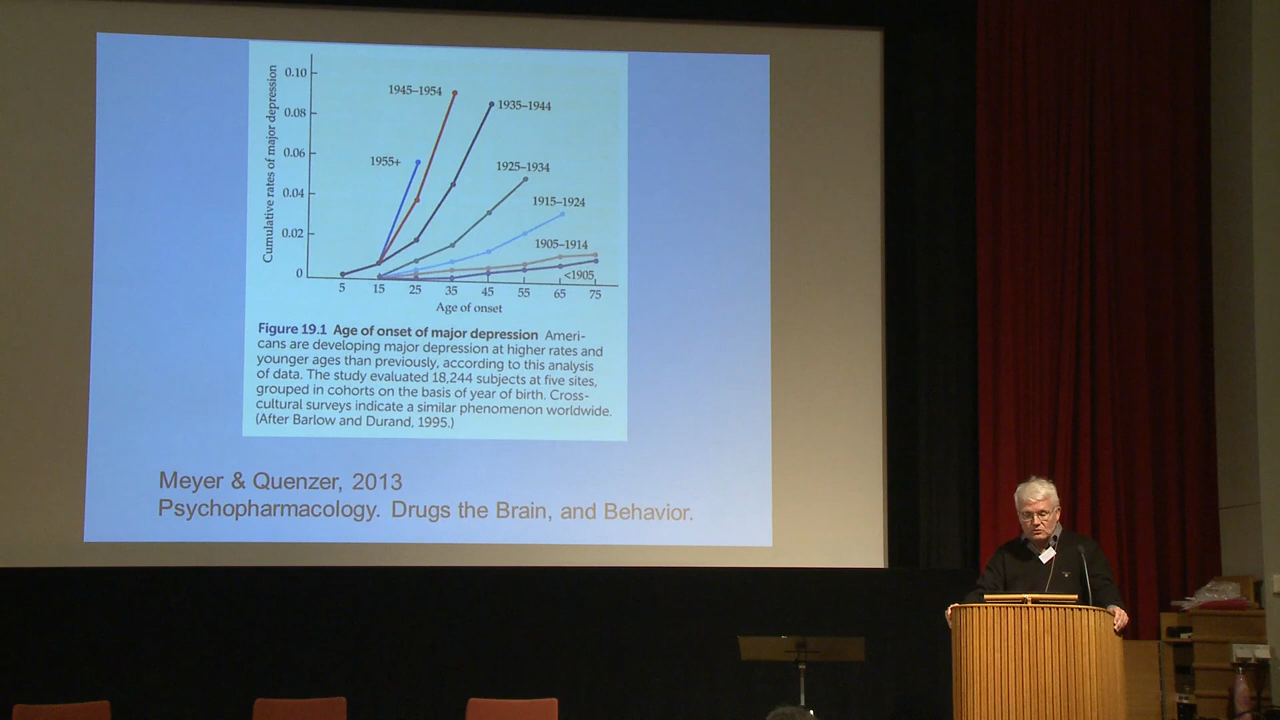 Cumulative rates of major depression
0.10
0.08
0.06
0.04
0.02
0
1945–1954
1935–1944
1955+
1925–1934
1915–1924
1905–1914
<1905
5 15 25 35 45 55 65 75
Age of onset
Figure 19.1 Age of onset of major depression Ameri-
cans are developing major depression at higher rates and
younger ages than previously, according to this analysis
of data. The study evaluated 18,244 subjects at five sites,
grouped in cohorts on the basis of year of birth. Cross-
cultural surveys indicate a similar phenomenon worldwide.
(After Barlow and Durand, 1995.)
Meyer & Quenzer, 2013
Psychopharmacology. Drugs the Brain, and Behavior.